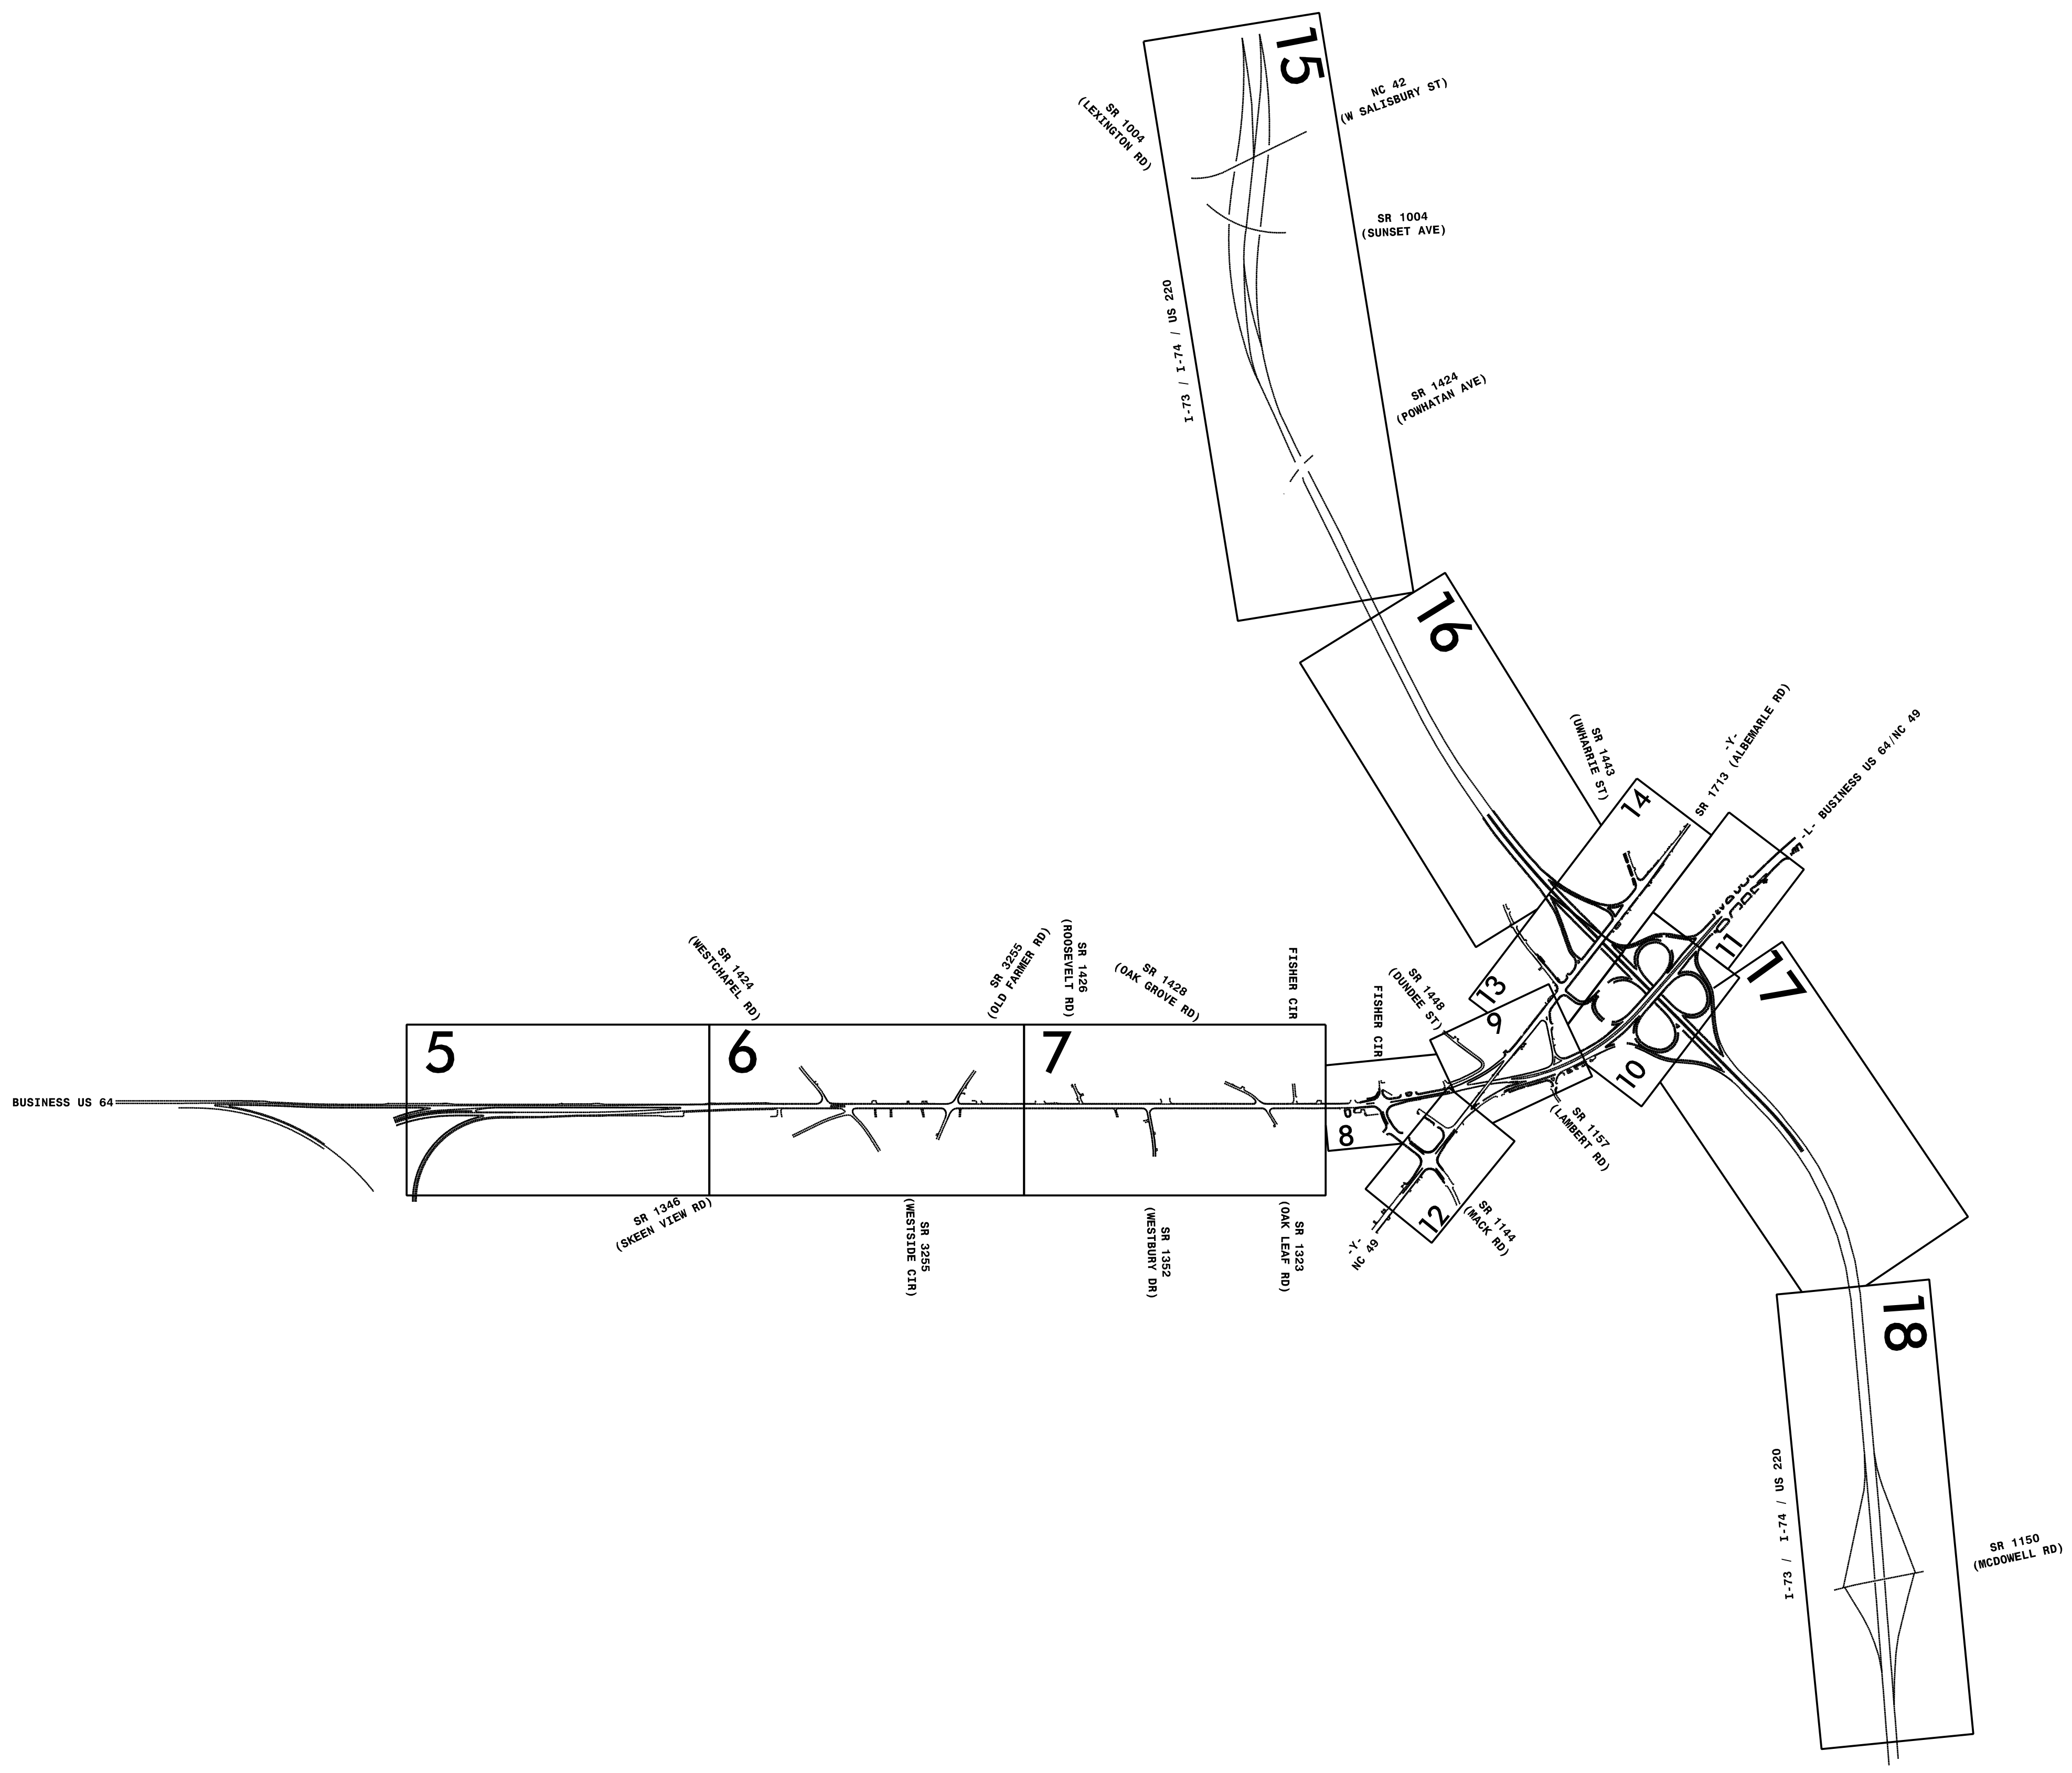 15
NC 42
(W SALISBURY ST)
SR 1004
(LEXINGTON RD)
SR 1004
(SUNSET AVE)
I-73 / I-74 / US 220
SR 1424
(POWHATAN AVE)
16
SR 1443
(UWHARRIE ST)
-Y-
SR 1713 (ALBEMARLE RD)
-L- BUSINESS US 64/NC 49
14
11
17
13
10
9
SR 1448
(DUNDEE ST)
SR 1424
(WESTCHAPEL RD)
SR 3255
(OLD FARMER RD)
SR 1426
(ROOSEVELT RD)
SR 1428
(OAK GROVE RD)
FISHER CIR
FISHER CIR
5
6
7
8
BUSINESS US 64
SR 1157
(LAMBERT RD)
12
SR 1144
(MACK RD)
-Y-
NC 49
SR 1346
(SKEEN VIEW RD)
SR 3255
(WESTSIDE CIR)
SR 1352
(WESTBURY DR)
SR 1323
(OAK LEAF RD)
18
I-73 / I-74 / US 220
SR 1150
(MCDOWELL RD)